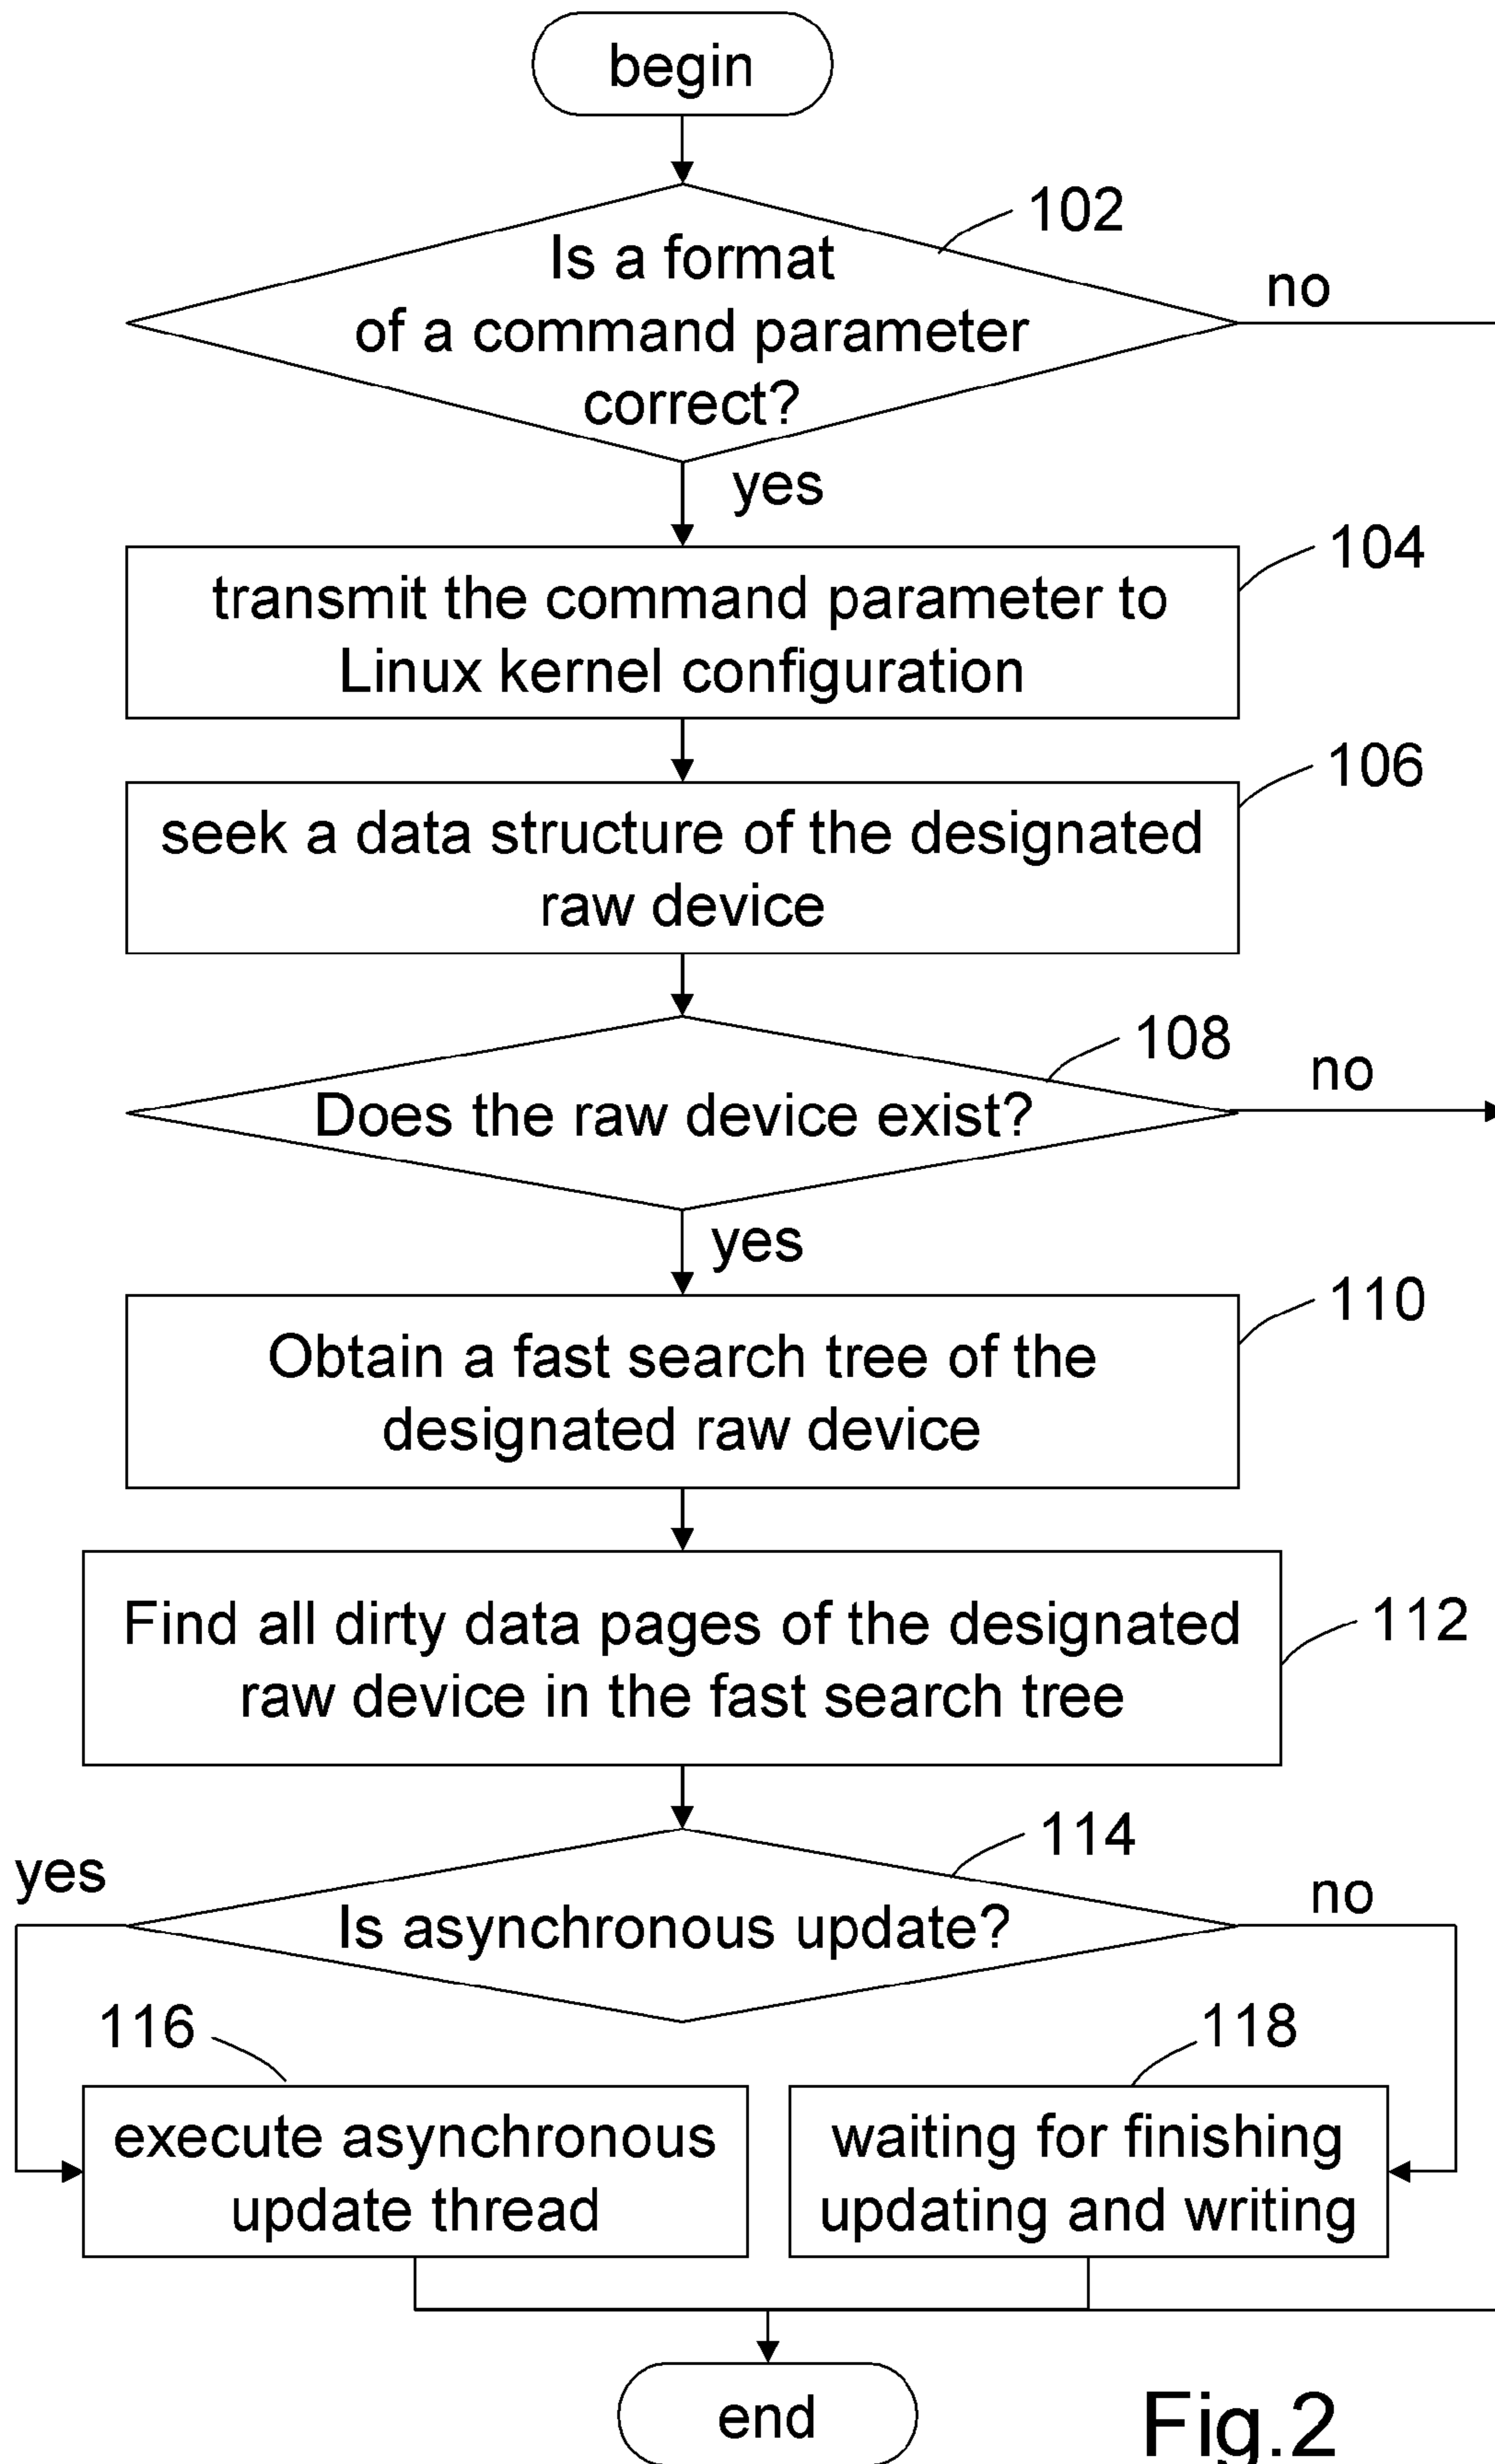 begin
102
Is a format
of a command parameter
correct?
no
yes
104
transmit the command parameter to
Linux kernel configuration
106
seek a data structure of the designated
raw device
108
Does the raw device exist?
no
yes
110
Obtain a fast search tree of the
designated raw device
112
Find all dirty data pages of the designated
raw device in the fast search tree
114
yes
Is asynchronous update?
no
116
118
execute asynchronous
update thread
waiting for finishing
updating and writing
end
Fig.2